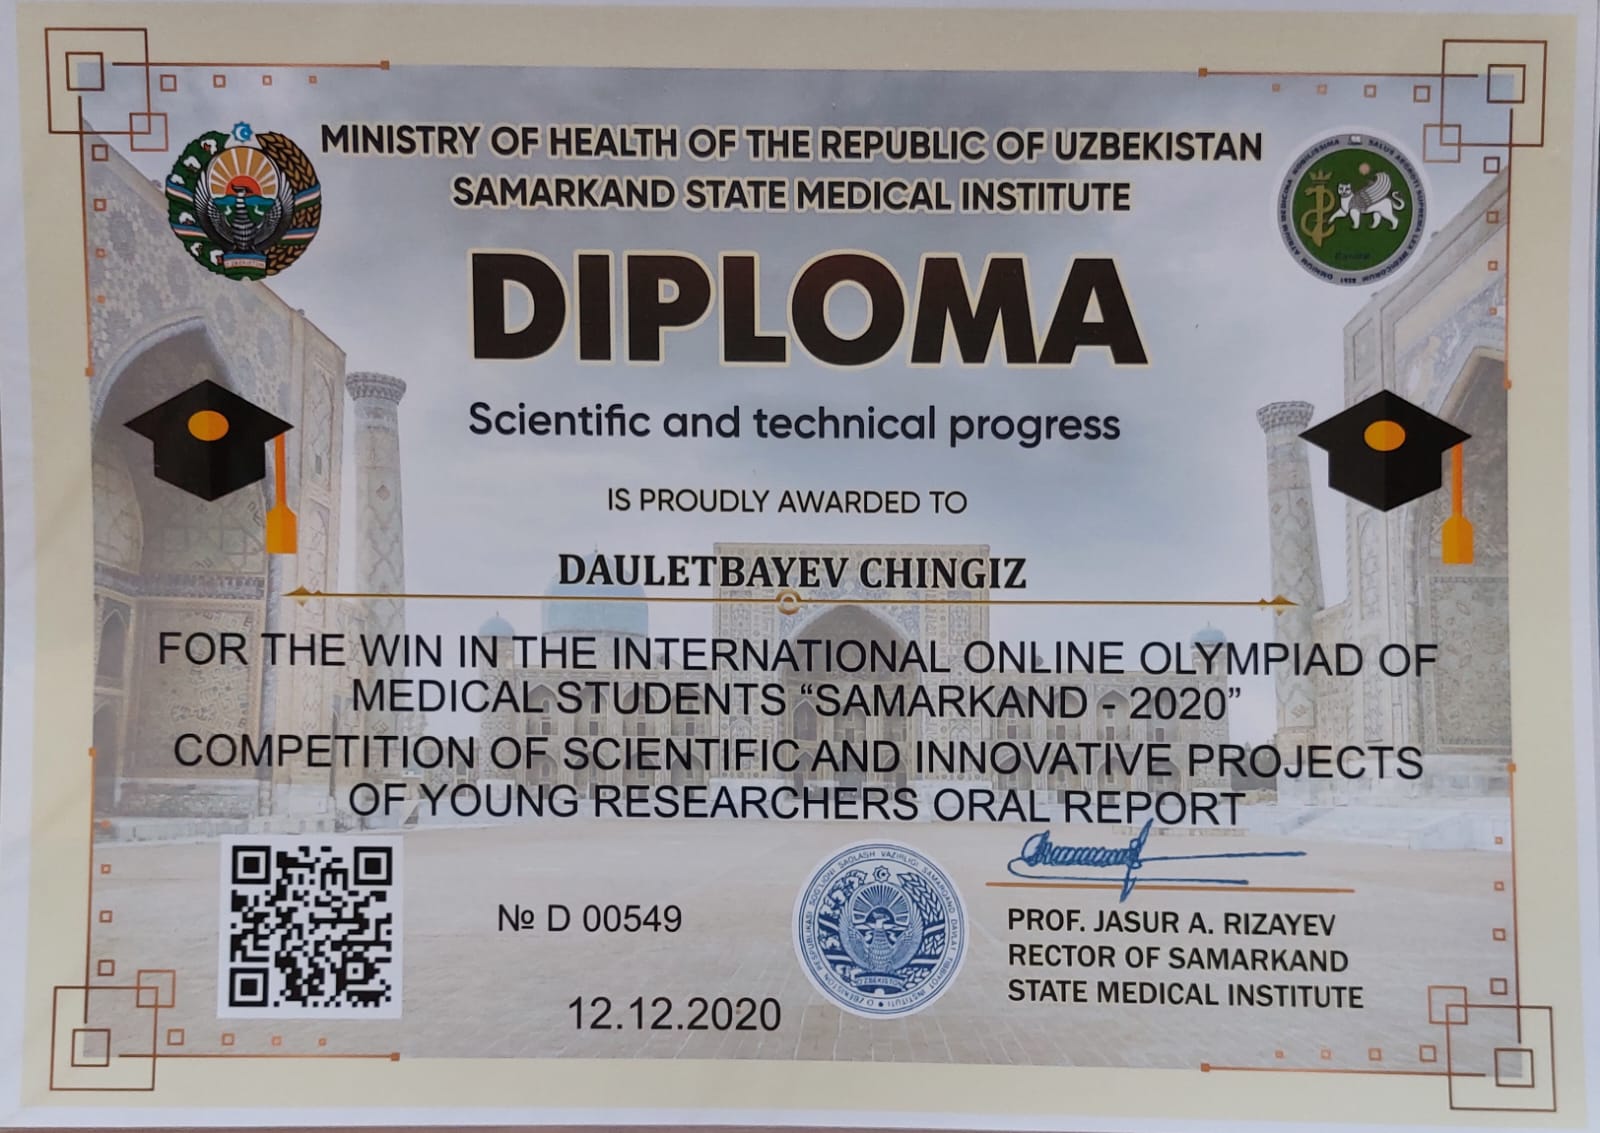 MINISTRY OF HEALTH OF THE REPUBLIC OF UZBEKISTAN
SAMARKAND STATE MEDICAL INSTITUTE
DIPLOMA
Scientific and technical progress
IS PROUDLY AWARDED TO
DAULETBAYEV CHINGIZ
FOR THE WIN IN THE INTERNATIONAL ONLINE OLYMPIAD OF
MEDICAL STUDENTS “SAMARKAND - 2020”
COMPETITION OF SCIENTIFIC AND INNOVATIVE PROJECTS
OF YOUNG RESEARCHERS ORAL REPORT
№ D 00549
12.12.2020
PROF. JASUR A. RIZAYEV
RECTOR OF SAMARKAND
STATE MEDICAL INSTITUTE